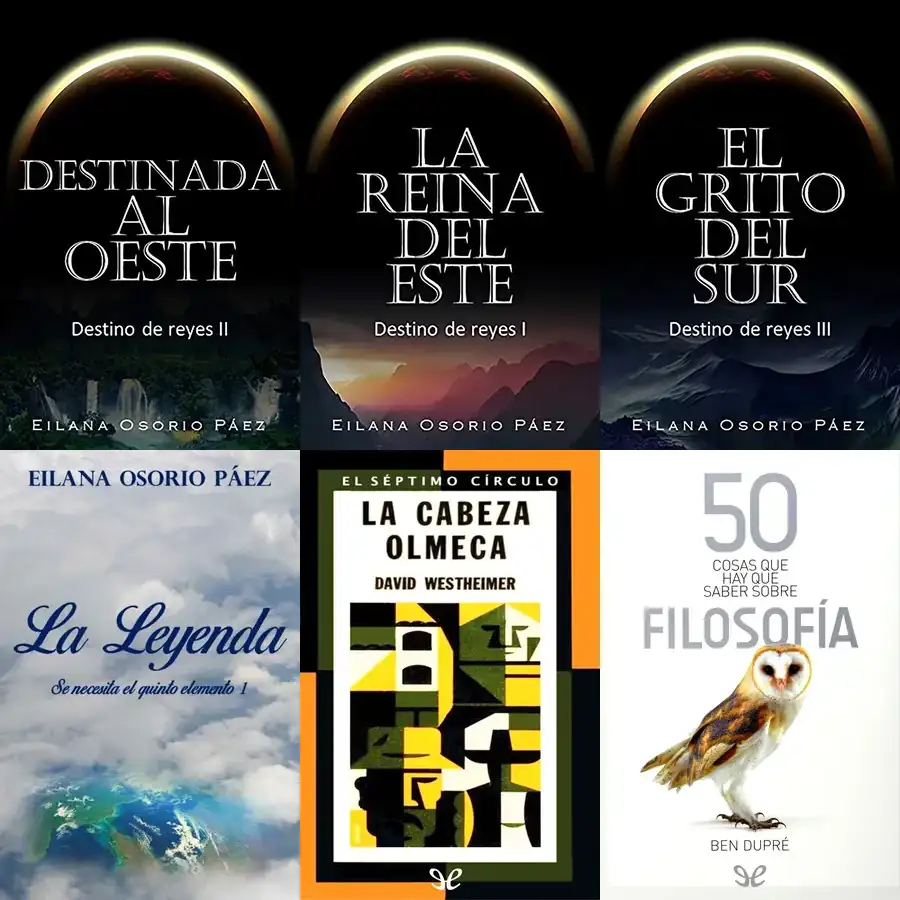 DESTINADA
AL
OESTE
Destino de reyes II
EILANA OSORIO PÁEZ
LA
REINA
DEL
ESTE
Destino de reyes I
EILANA OSORIO PÁEZ
EL
GRITO
DEL
SUR
Destino de reyes III
EILANA OSORIO PÁEZ
EILANA OSORIO PÁEZ
La Leyenda
Se necesita el quinto elemento 1
EL SÉPTIMO CÍRCULO
LA CABEZA
OLMECA
DAVID WESTHEIMER
50
COSAS QUE
HAY QUE
SABER SOBRE
FILOSOFÍA
BEN DUPRÉ